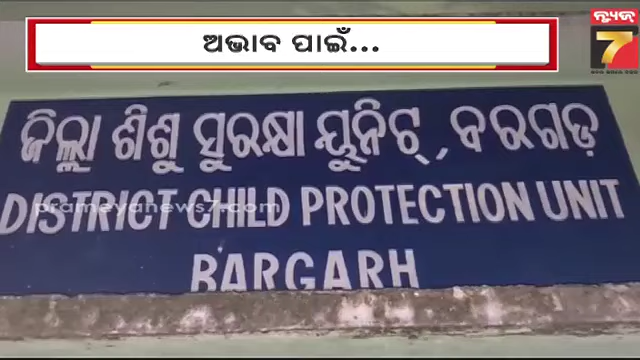 ଅଭାବ ପାଇଁ...
ନ୍ୟୁଜ୍
7
ଜିଲ୍ଲା ଶିଶୁ ସୁରକ୍ଷା ୟୁନିଟ୍, ବରଗଡ଼
DISTRICT CHILD PROTECTION UNIT
prameyanews7.com
BARGARH